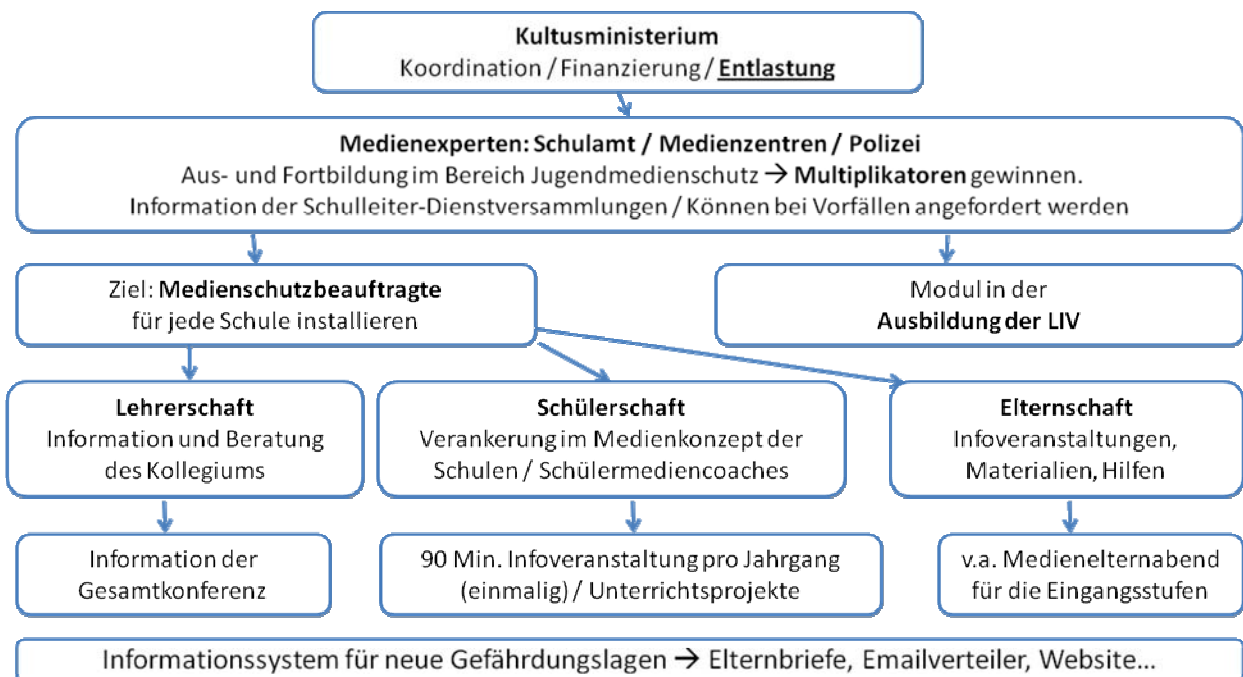 Kultusministerium
Koordination / Finanzierung / Entlastung
Medienexperten: Schulamt / Medienzentren / Polizei
Aus- und Fortbildung im Bereich Jugendmedienschutz → Multiplikatoren gewinnen.
Information der Schulleiter-Dienstversammlungen / Können bei Vorfällen angefordert werden
Ziel: Medienschutzbeauftragte
für jede Schule installieren
Modul in der
Ausbildung der LIV
Lehrerschaft
Information und Beratung
des Kollegiums
Schülerschaft
Verankerung im Medienkonzept der
Schulen / Schülermediencoaches
Elternschaft
Infoveranstaltungen,
Materialien, Hilfen
Information der
Gesamtkonferenz
90 Min. Infoveranstaltung pro Jahrgang
(einmalig) / Unterrichtsprojekte
v.a. Medienelternabend
für die Eingangsstufen
Informationssystem für neue Gefährdungslagen → Elternbriefe, Emailverteiler, Website...